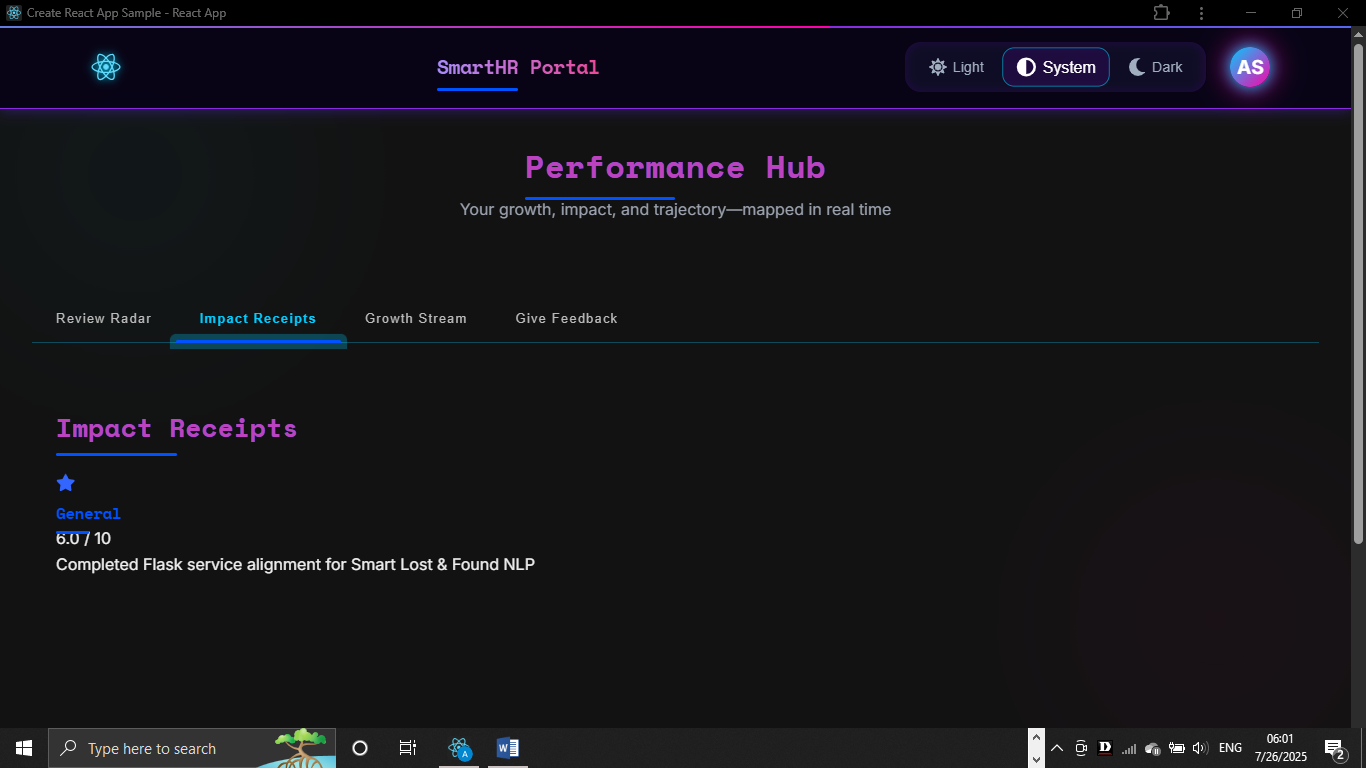 Create React App Sample - React App
SmartHR Portal
Light
System
Dark
AS
Performance Hub
Your growth, impact, and trajectory—mapped in real time
Review Radar
Impact Receipts
Growth Stream
Give Feedback
Impact Receipts
General
6.0 / 10
Completed Flask service alignment for Smart Lost & Found NLP
Type here to search
A
W
D
ENG
06:01
7/26/2025
2